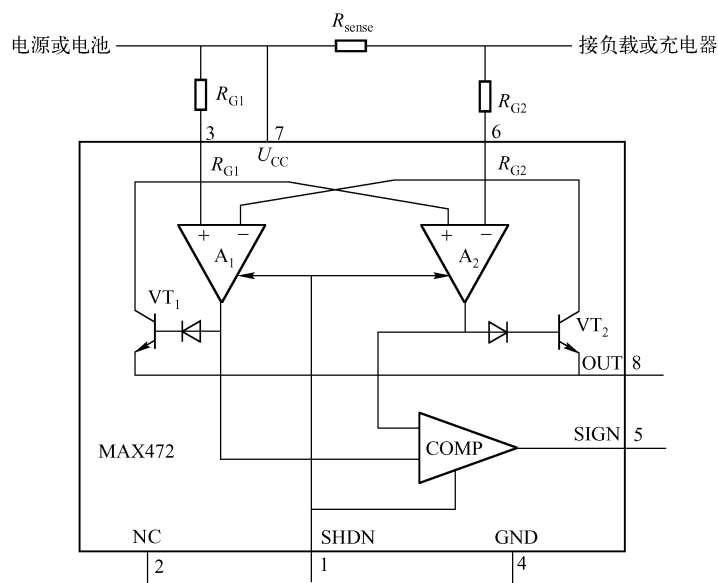 R_sense
电源或电池 接负载或充电器
R_G1 R_G2
3 7 6
U_CC
R_G1 R_G2
+ − + −
A_1 A_2
VT_1 VT_2
OUT 8
COMP SIGN 5
MAX472
NC SHDN GND
2 1 4